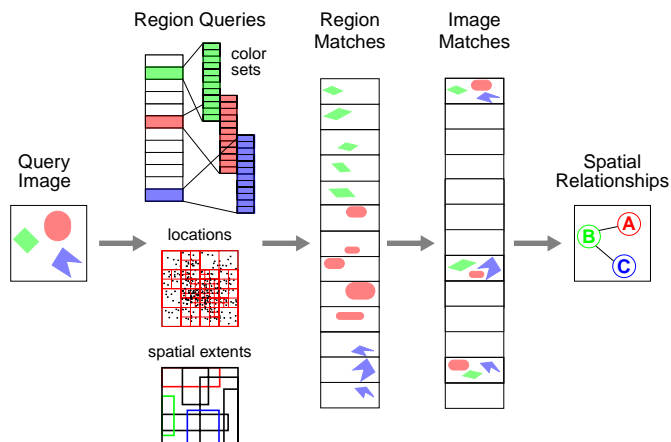 Region Queries
color
sets
Region
Matches
Image
Matches
Query
Image
locations
spatial extents
Spatial
Relationships
A
B
C